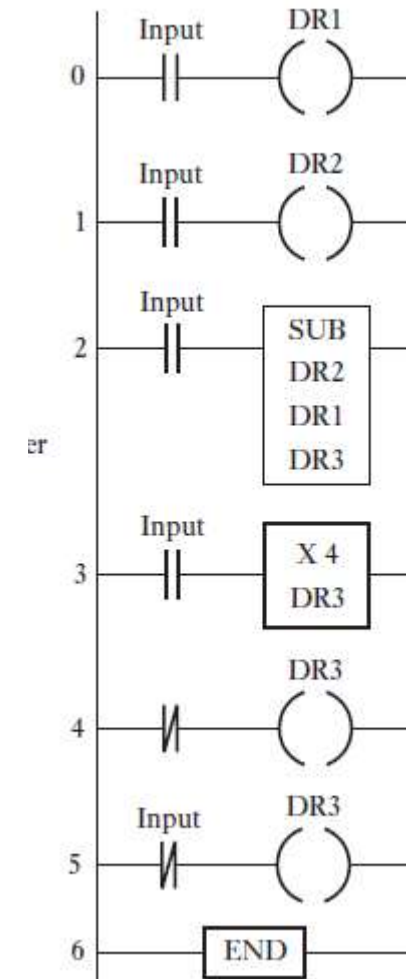 Input DR1
0
Input DR2
1
Input
2 SUB
DR2
DR1
DR3
er
Input
3 X 4
DR3
DR3
4
Input DR3
5
6 END